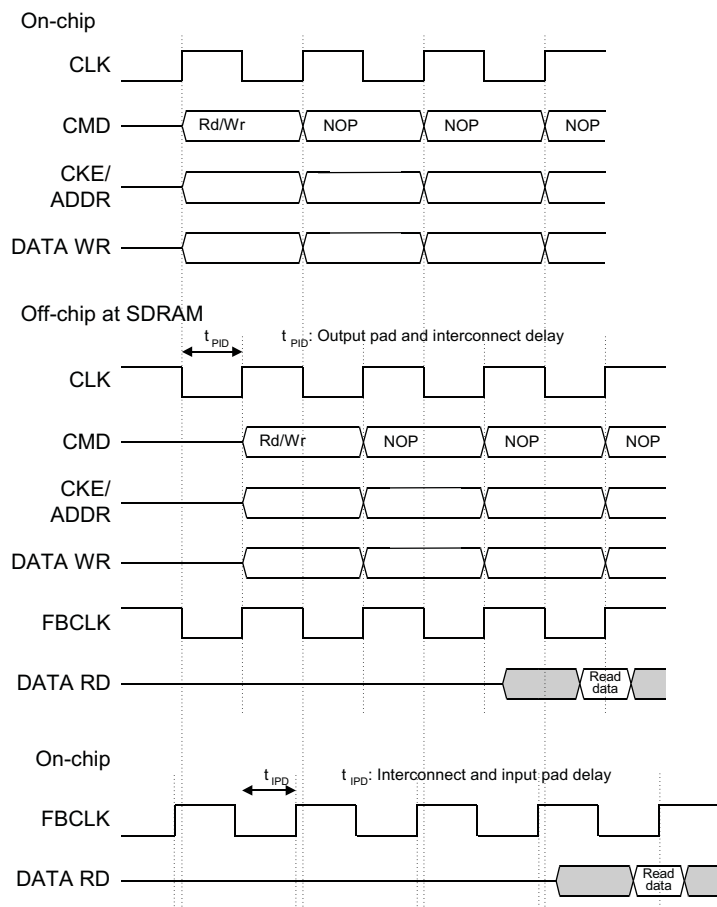 On-chip
CLK
CMD Rd/Wr NOP NOP NOP
CKE/
ADDR
DATA WR
Off-chip at SDRAM
t PID t PID: Output pad and interconnect delay
CLK
CMD Rd/Wr NOP NOP NOP
CKE/
ADDR
DATA WR
FBCLK
DATA RD Read
data
On-chip
t IPD t IPD: Interconnect and input pad delay
FBCLK
DATA RD Read
data